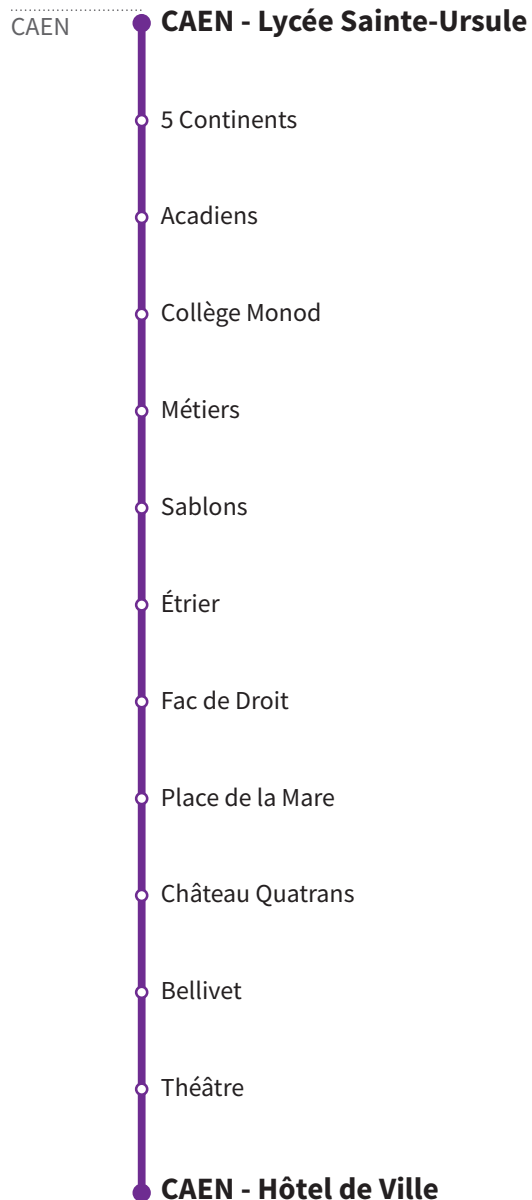 CAEN
CAEN - Lycée Sainte-Ursule
5 Continents
Acadiens
Collège Monod
Métiers
Sablons
Étrier
Fac de Droit
Place de la Mare
Château Quatrans
Bellivet
Théâtre
CAEN - Hôtel de Ville